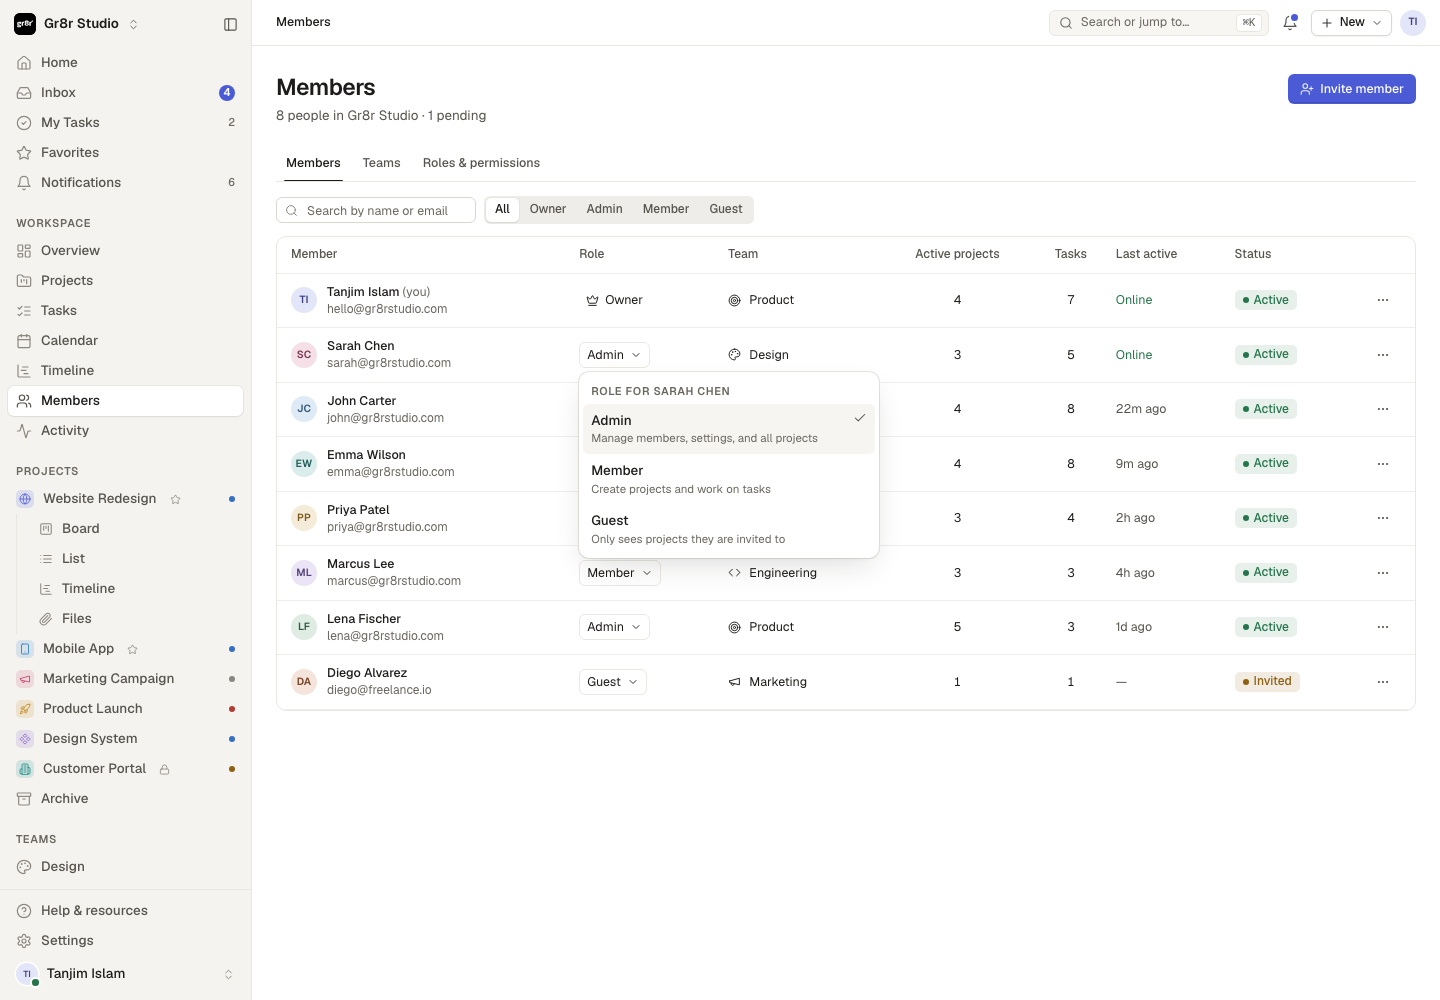 gr8r
Gr8r Studio
Home
Inbox 4
My Tasks 2
Favorites
Notifications 6
WORKSPACE
Overview
Projects
Tasks
Calendar
Timeline
Members
Activity
PROJECTS
Website Redesign
Board
List
Timeline
Files
Mobile App
Marketing Campaign
Product Launch
Design System
Customer Portal
Archive
TEAMS
Design
Help & resources
Settings
TI Tanjim Islam
Members
Search or jump to... ⌘K
New
TI
Members
8 people in Gr8r Studio · 1 pending
Invite member
Members Teams Roles & permissions
Search by name or email
All Owner Admin Member Guest
Member Role Team Active projects Tasks Last active Status
TI Tanjim Islam (you) Owner Product 4 7 Online Active
hello@gr8rstudio.com
SC Sarah Chen Admin Design 3 5 Online Active
sarah@gr8rstudio.com
JC John Carter 4 8 22m ago Active
john@gr8rstudio.com
EW Emma Wilson 4 8 9m ago Active
emma@gr8rstudio.com
PP Priya Patel 3 4 2h ago Active
priya@gr8rstudio.com
ML Marcus Lee Member Engineering 3 3 4h ago Active
marcus@gr8rstudio.com
LF Lena Fischer Admin Product 5 3 1d ago Active
lena@gr8rstudio.com
DA Diego Alvarez Guest Marketing 1 1 — Invited
diego@freelance.io
ROLE FOR SARAH CHEN
Admin
Manage members, settings, and all projects
Member
Create projects and work on tasks
Guest
Only sees projects they are invited to